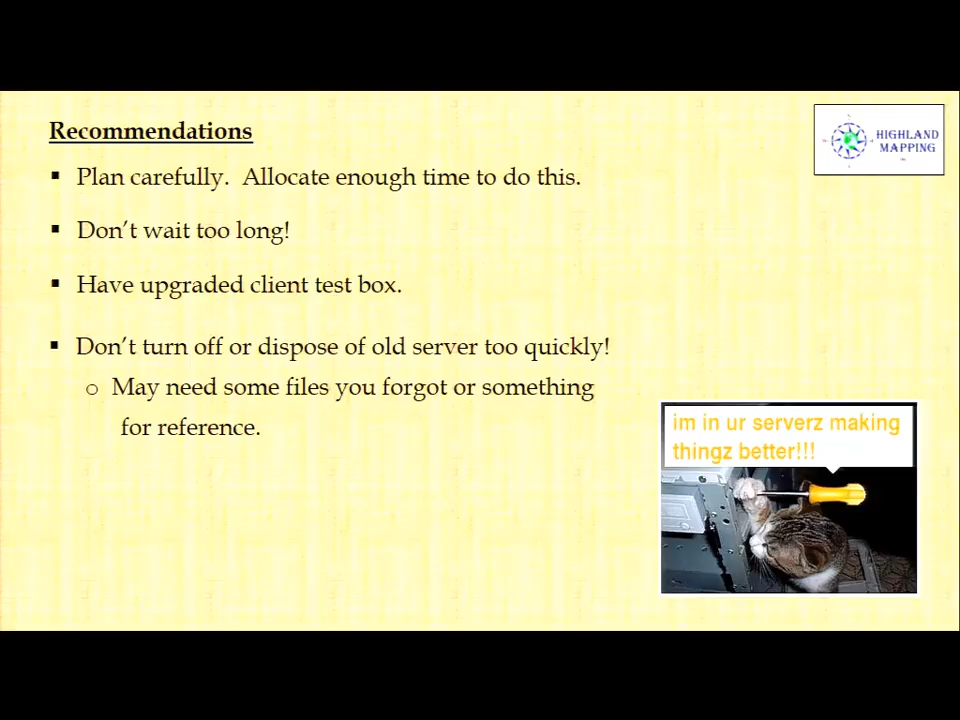 Recommendations
▪ Plan carefully.  Allocate enough time to do this.
▪ Don’t wait too long!
▪ Have upgraded client test box.
▪ Don’t turn off or dispose of old server too quickly!
o May need some files you forgot or something
for reference.
HIGHLAND
MAPPING
im in ur serverz making
thingz better!!!